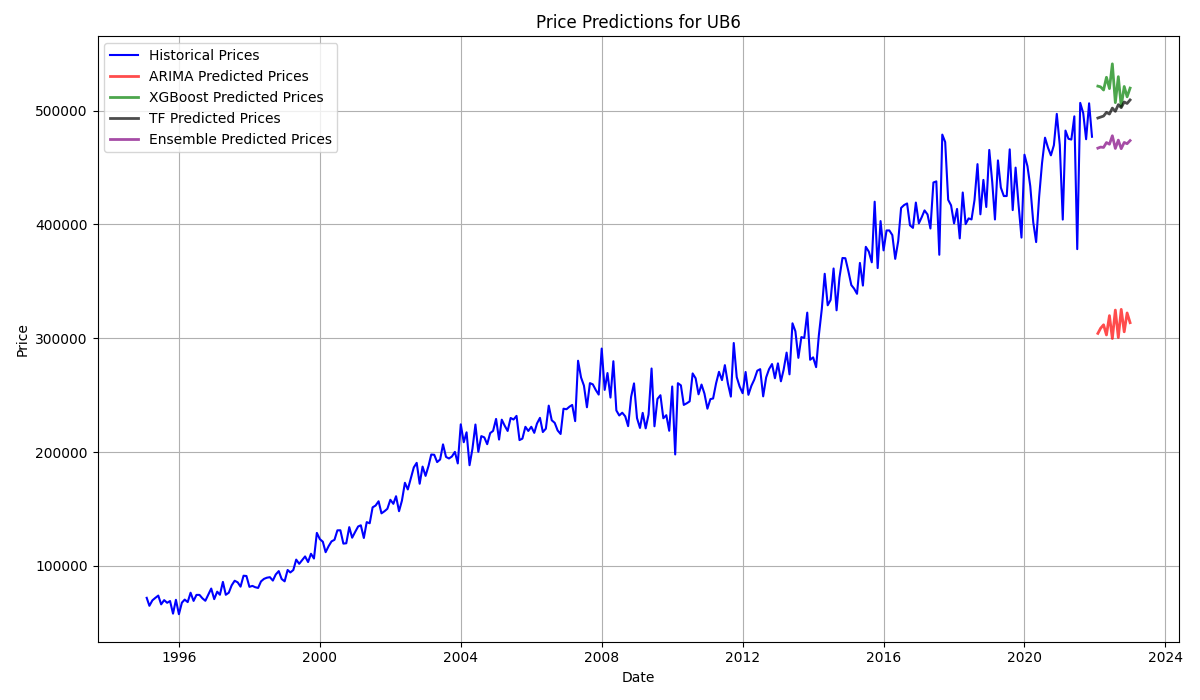 Price Predictions for UB6
Historical Prices
ARIMA Predicted Prices
XGBoost Predicted Prices
TF Predicted Prices
Ensemble Predicted Prices
500000
400000
300000
200000
100000
Price
1996 2000 2004 2008 2012 2016 2020 2024
Date